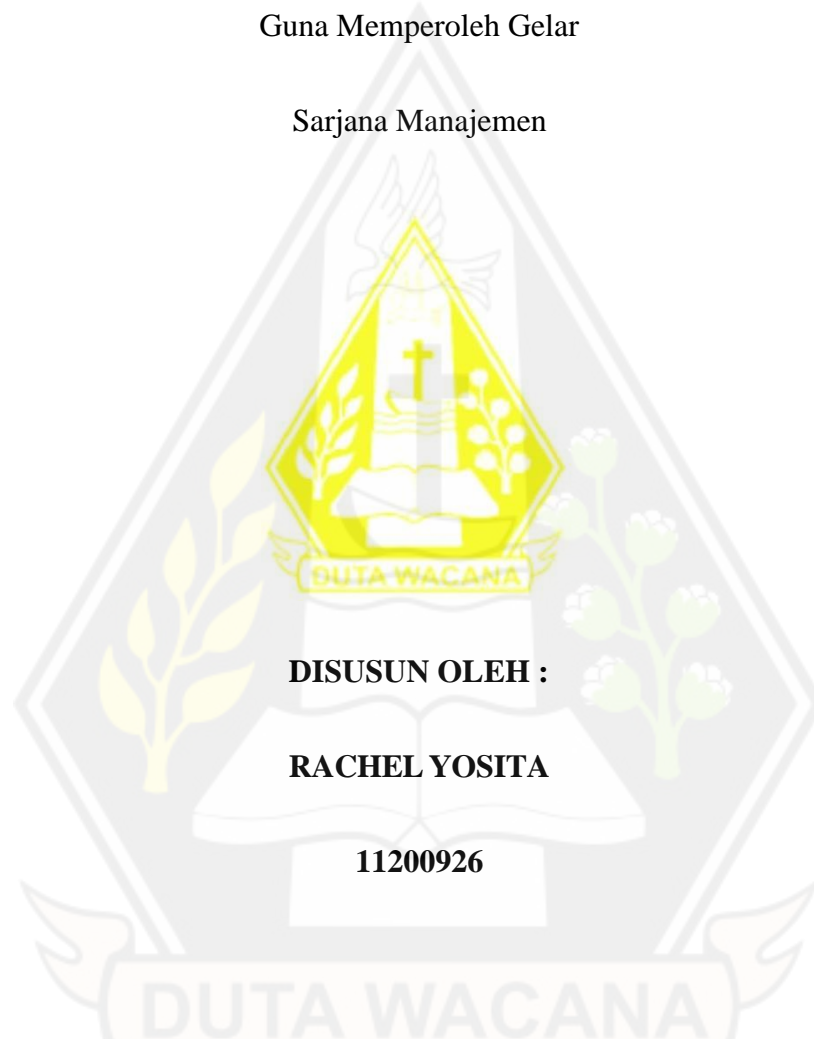 Guna Memperoleh Gelar
Sarjana Manajemen
DUTA WACANA
DISUSUN OLEH :
RACHEL YOSITA
11200926
DUTA WACANA